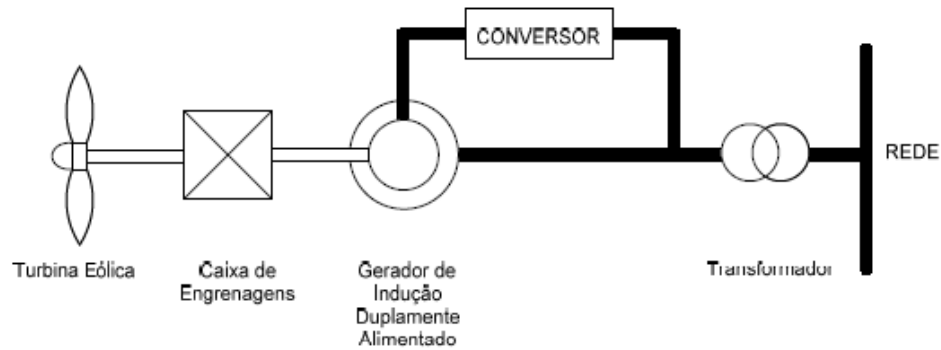 CONVERSOR
REDE
Turbina Eólica
Caixa de
Engrenagens
Gerador de
Indução
Duplamente
Alimentado
Transformador